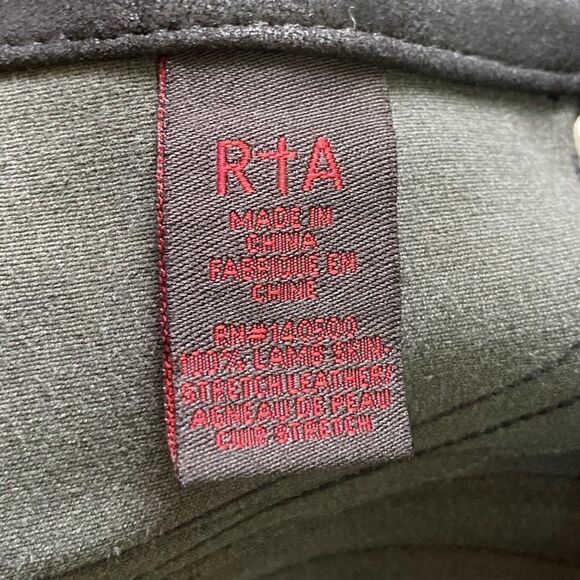 R†A
MADE IN
CHINA
FABRIQUE EN
CHINE
RN#140500
100% LAMB SKIN-
STRETCH LEATHER/
AGNEAU DE PEAU
CUIR STRETCH